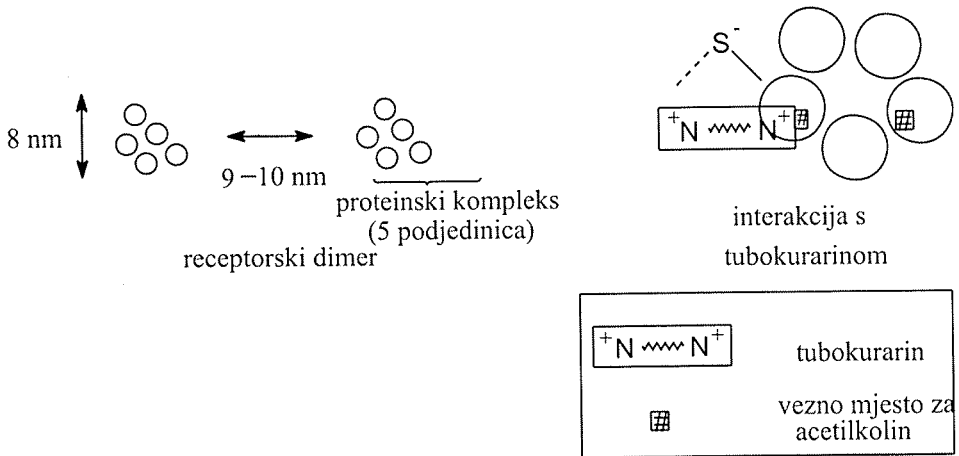 8 nm
9–10 nm
proteinski kompleks
(5 podjedinica)
receptorski dimer
S-
+N N+
interakcija s
tubokurarinom
+N N+
tubokurarin
vezno mjesto za
acetilkolin